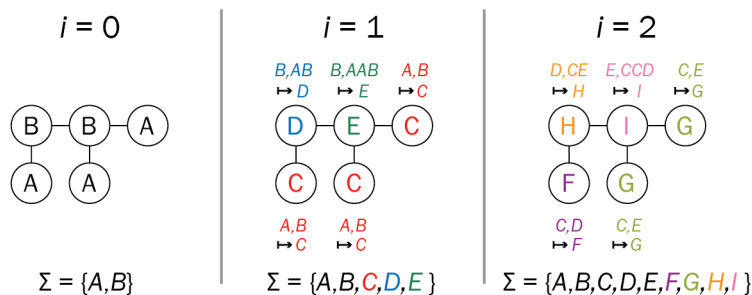 i = 0
B B A
A A
Σ = {A,B}
i = 1
B,AB B,AAB A,B
↦ D ↦ E ↦ C
D E C
C C
A,B A,B
↦ C ↦ C
Σ = {A,B,C,D,E }
i = 2
D,CE E,CCD C,E
↦ H ↦ I ↦ G
H I G
F G
C,D C,E
↦ F ↦ G
Σ = {A,B,C,D,E,F,G,H,I }